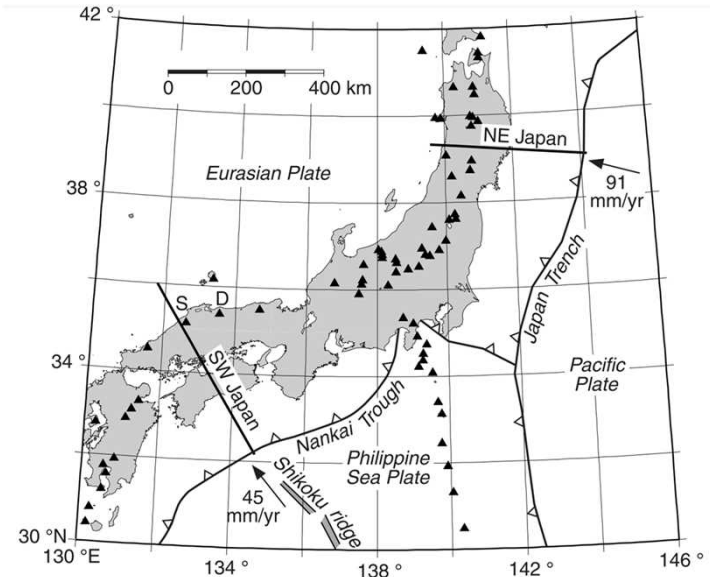 42 °
0 200 400 km
NE Japan
Eurasian Plate
91
mm/yr
38 °
Japan Trench
S D
SW Japan
34 °
Pacific
Plate
Nankai Trough
Philippine
Sea Plate
Shikoku ridge
45
mm/yr
30 °N
130 °E 134 ° 138 ° 142 ° 146 °